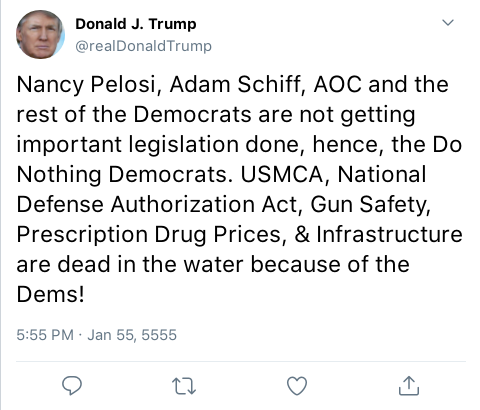 Donald J. Trump
@realDonaldTrump
Nancy Pelosi, Adam Schiff, AOC and the
rest of the Democrats are not getting
important legislation done, hence, the Do
Nothing Democrats. USMCA, National
Defense Authorization Act, Gun Safety,
Prescription Drug Prices, & Infrastructure
are dead in the water because of the
Dems!
5:55 PM · Jan 55, 5555